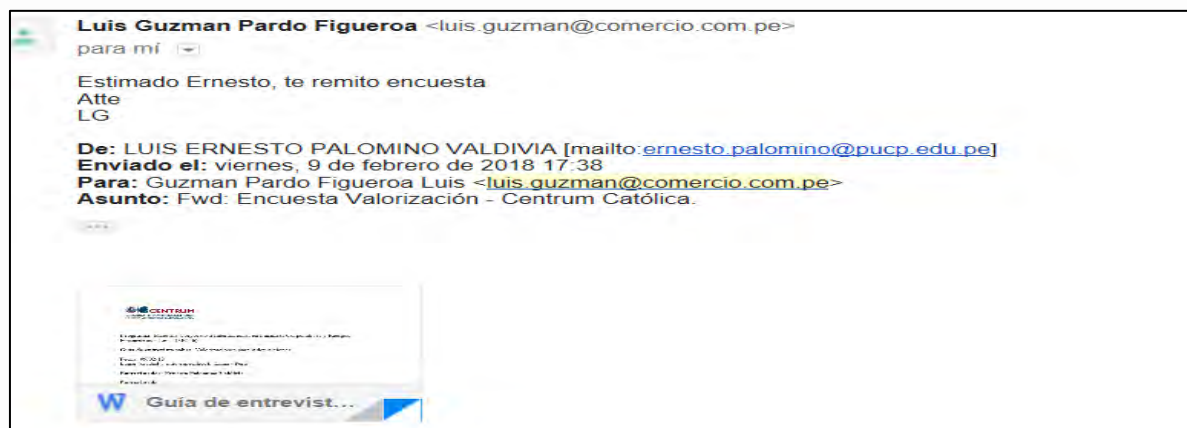 Luis Guzman Pardo Figueroa <luis.guzman@comercio.com.pe>
para mí
Estimado Ernesto, te remito encuesta
Atte
LG
De: LUIS ERNESTO PALOMINO VALDIVIA [mailto:ernesto.palomino@pucp.edu.pe]
Enviado el: viernes, 9 de febrero de 2018 17:38
Para: Guzman Pardo Figueroa Luis <luis.guzman@comercio.com.pe>
Asunto: Fwd: Encuesta Valorización - Centrum Católica.
CENTRUM
W Guía de entrevist...